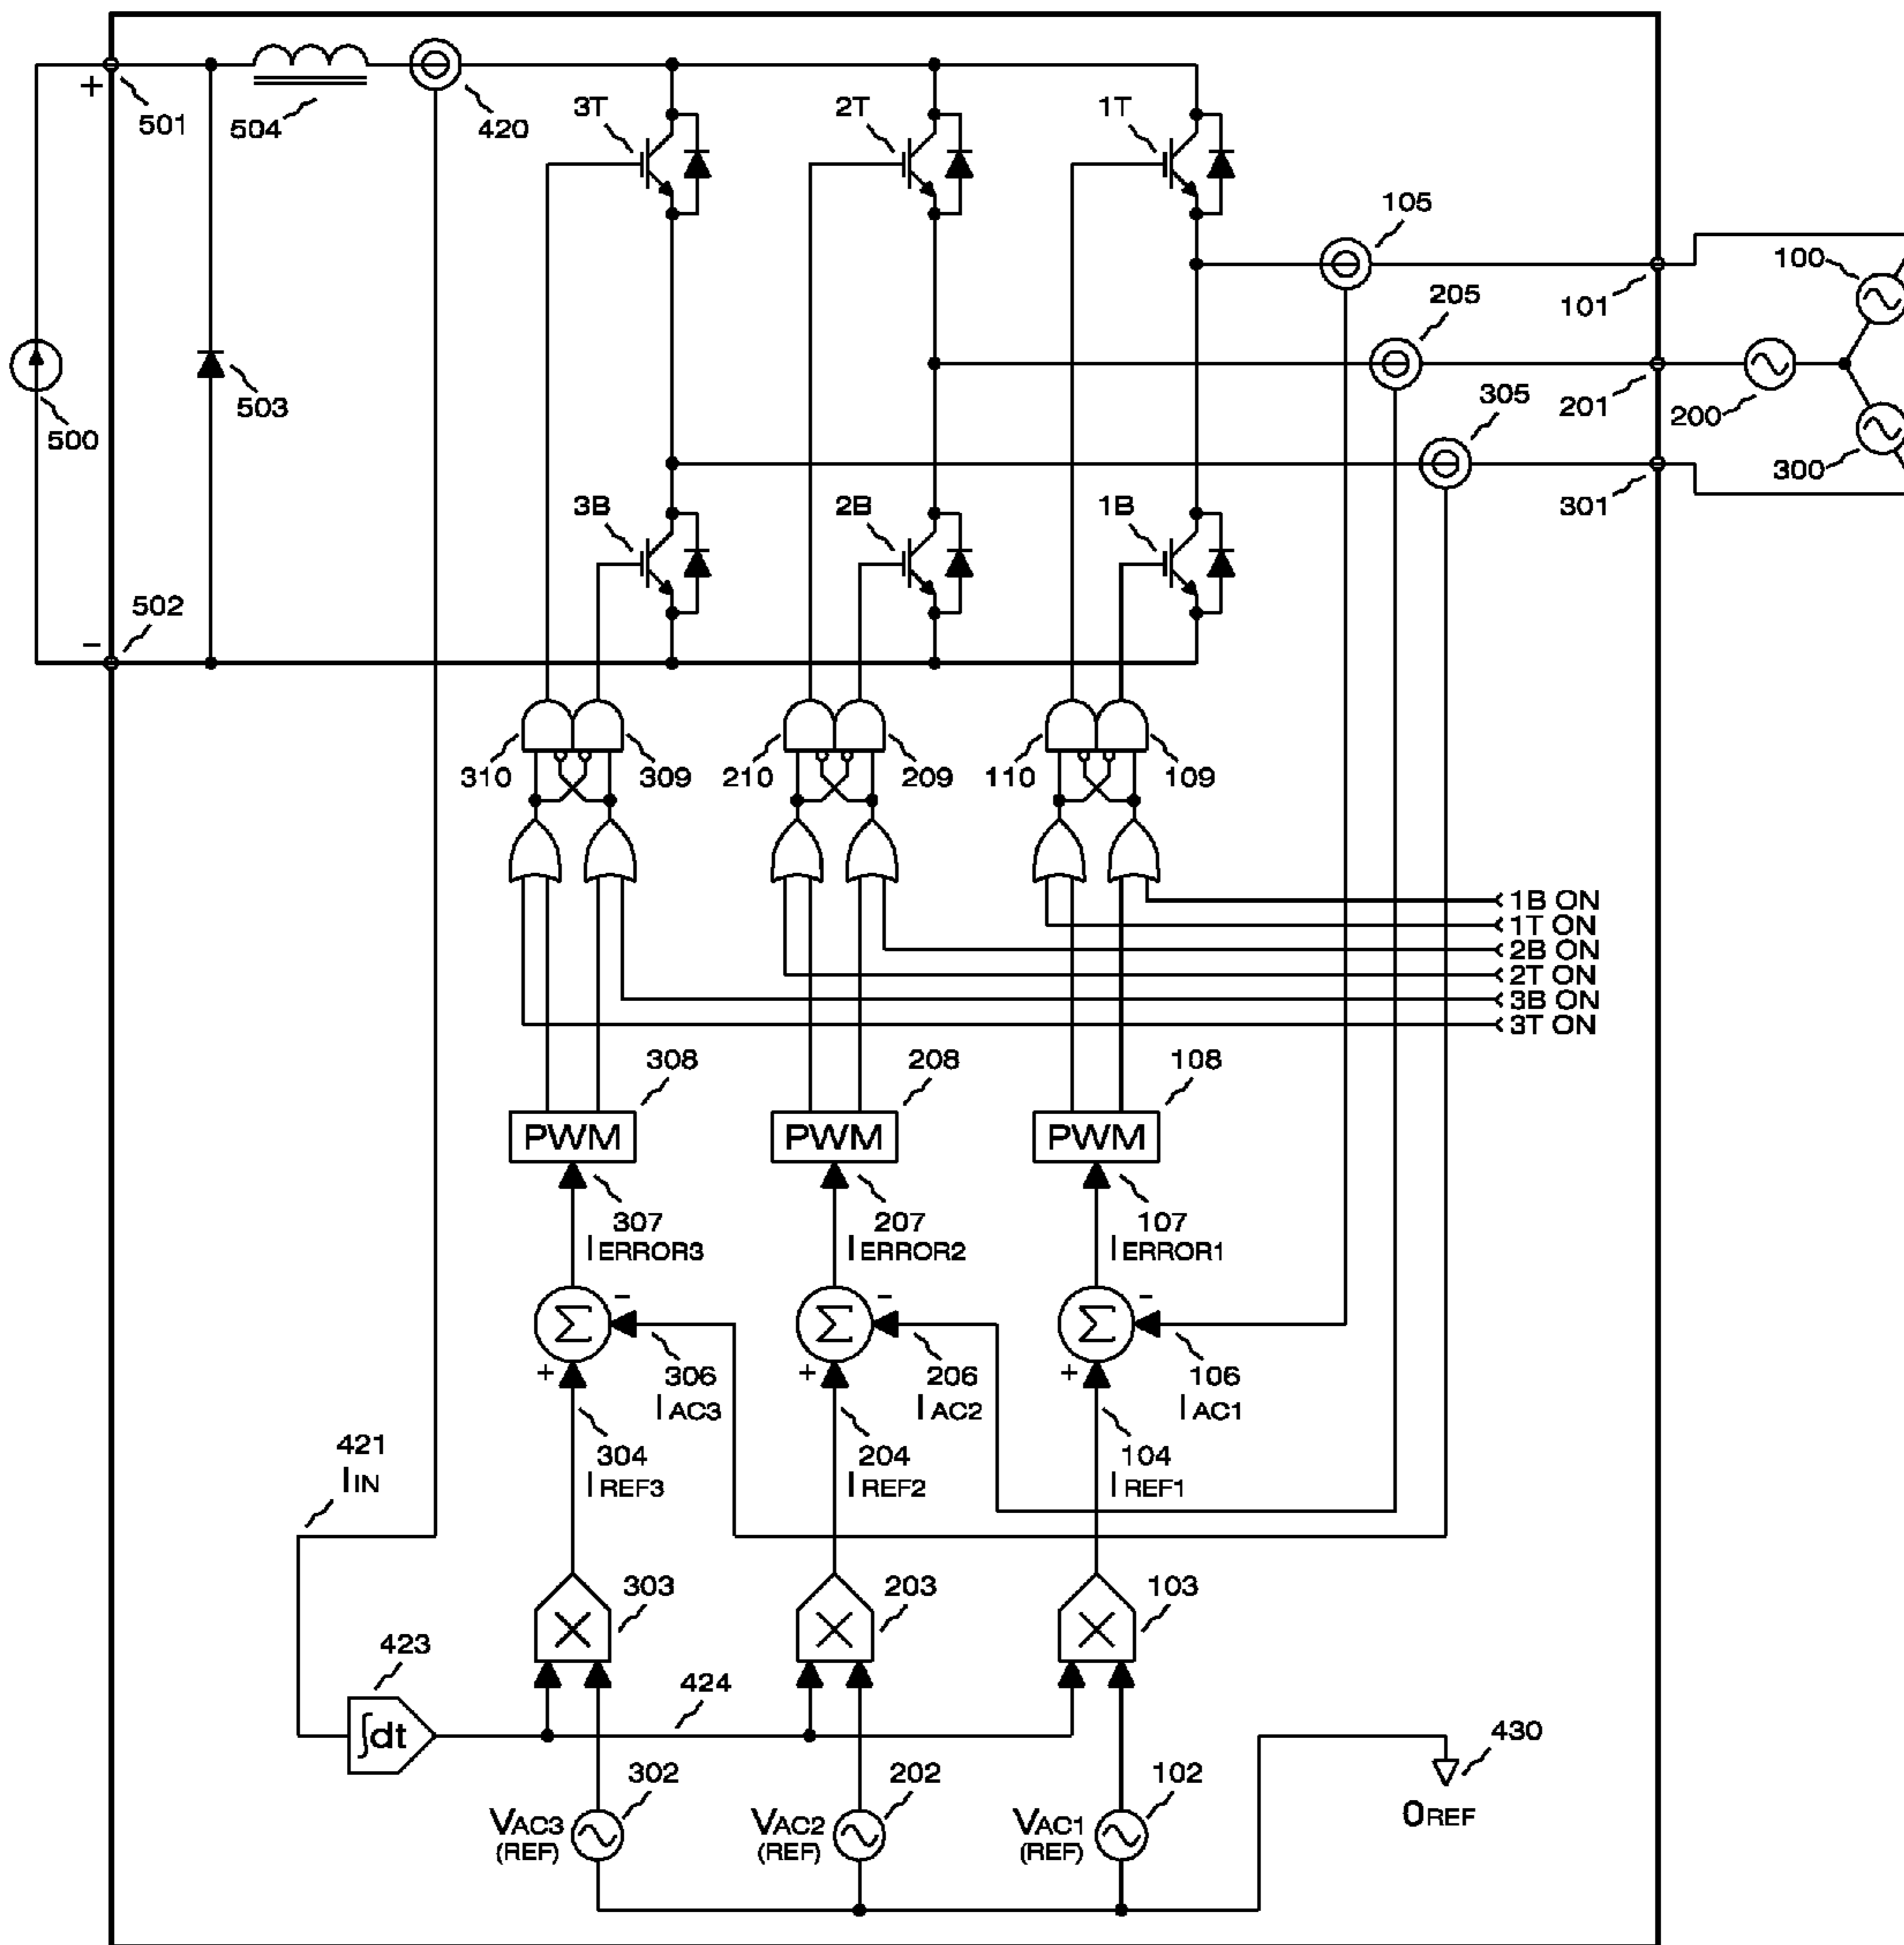 3T
2T
1T
+
501
504
420
105
100
101
205
503
305
201
200
500
300
301
3B
2B
1B
502
-
310
309
210
209
110
109
1B ON
1T ON
2B ON
2T ON
3B ON
3T ON
308
208
108
PWM
PWM
PWM
307
207
107
IERROR3
IERROR2
IERROR1
-
-
-
Σ
Σ
Σ
+
+
+
306
206
106
IAC3
IAC2
IAC1
421
304
204
104
IIN
IREF3
IREF2
IREF1
303
203
103
×
×
×
423
424
∫dt
430
302
202
102
VAC3
VAC2
VAC1
(REF)
(REF)
(REF)
0REF